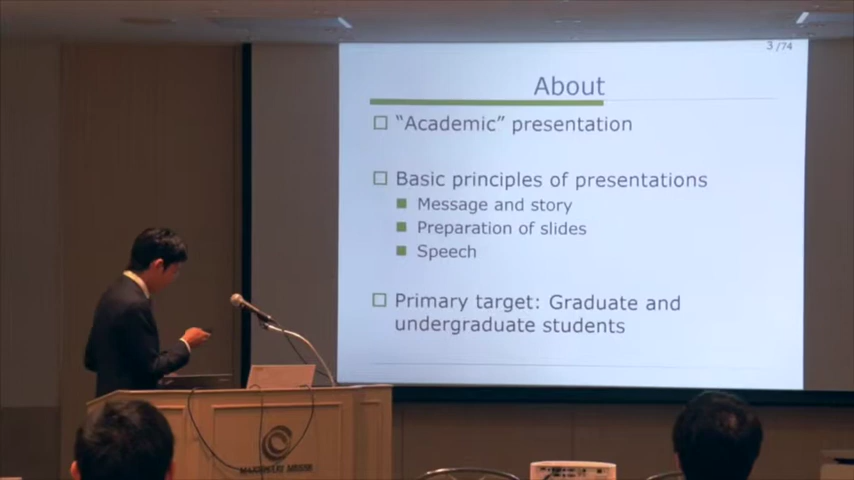 3 /74
About
“Academic” presentation
Basic principles of presentations
Message and story
Preparation of slides
Speech
Primary target: Graduate and
undergraduate students